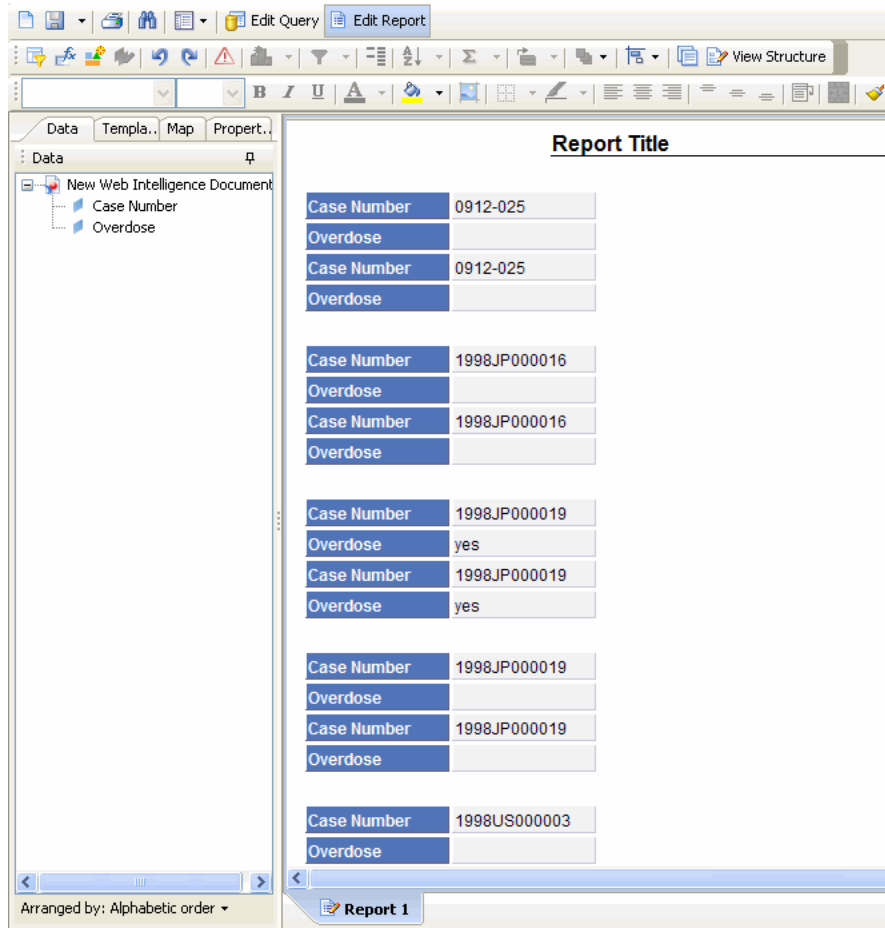 Edit Query Edit Report
View Structure
B I U A
Data Templa.. Map Propert..
Data
New Web Intelligence Document
Case Number
Overdose
Arranged by: Alphabetic order
Report Title
Case Number 0912-025
Overdose
Case Number 0912-025
Overdose
Case Number 1998JP000016
Overdose
Case Number 1998JP000016
Overdose
Case Number 1998JP000019
Overdose yes
Case Number 1998JP000019
Overdose yes
Case Number 1998JP000019
Overdose
Case Number 1998JP000019
Overdose
Case Number 1998US000003
Overdose
Report 1